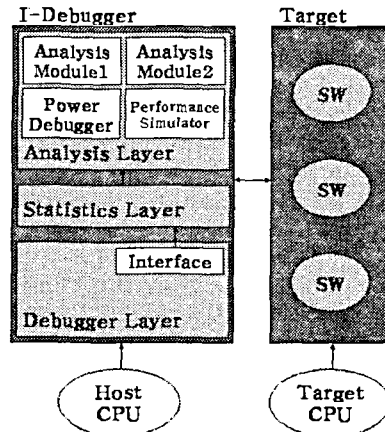 I-Debugger
Target
Analysis Module1
Analysis Module2
Power Debugger
Performance Simulator
Analysis Layer
Statistics Layer
Interface
Debugger Layer
SW
SW
SW
Host CPU
Target CPU